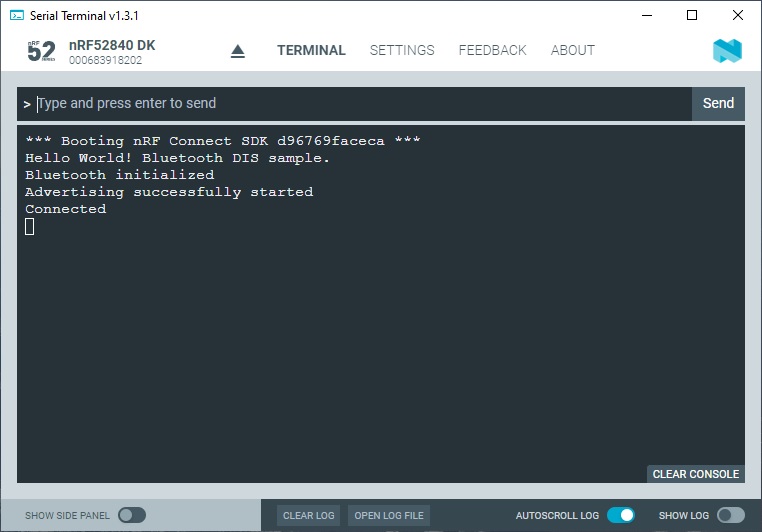 Serial Terminal v1.3.1
nRF
52
SERIES
nRF52840 DK
000683918202
TERMINAL
SETTINGS
FEEDBACK
ABOUT
> Type and press enter to send
Send
*** Booting nRF Connect SDK d96769faceca ***
Hello World! Bluetooth DIS sample.
Bluetooth initialized
Advertising successfully started
Connected
CLEAR CONSOLE
SHOW SIDE PANEL
CLEAR LOG
OPEN LOG FILE
AUTOSCROLL LOG
SHOW LOG